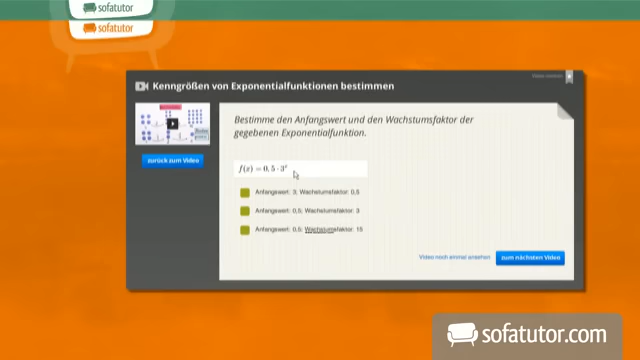 sofatutor
sofatutor
Kenngrößen von Exponentialfunktionen bestimmen
Bestimme den Anfangswert und den Wachstumsfaktor der
gegebenen Exponentialfunktion.
zurück zum Video
f(x) = 0,5 · 3ˣ
Anfangswert: 3; Wachstumsfaktor: 0,5
Anfangswert: 0,5; Wachstumsfaktor: 3
Anfangswert: 0,5; Wachstumsfaktor: 15
Video noch einmal ansehen
zum nächsten Video
sofatutor.com